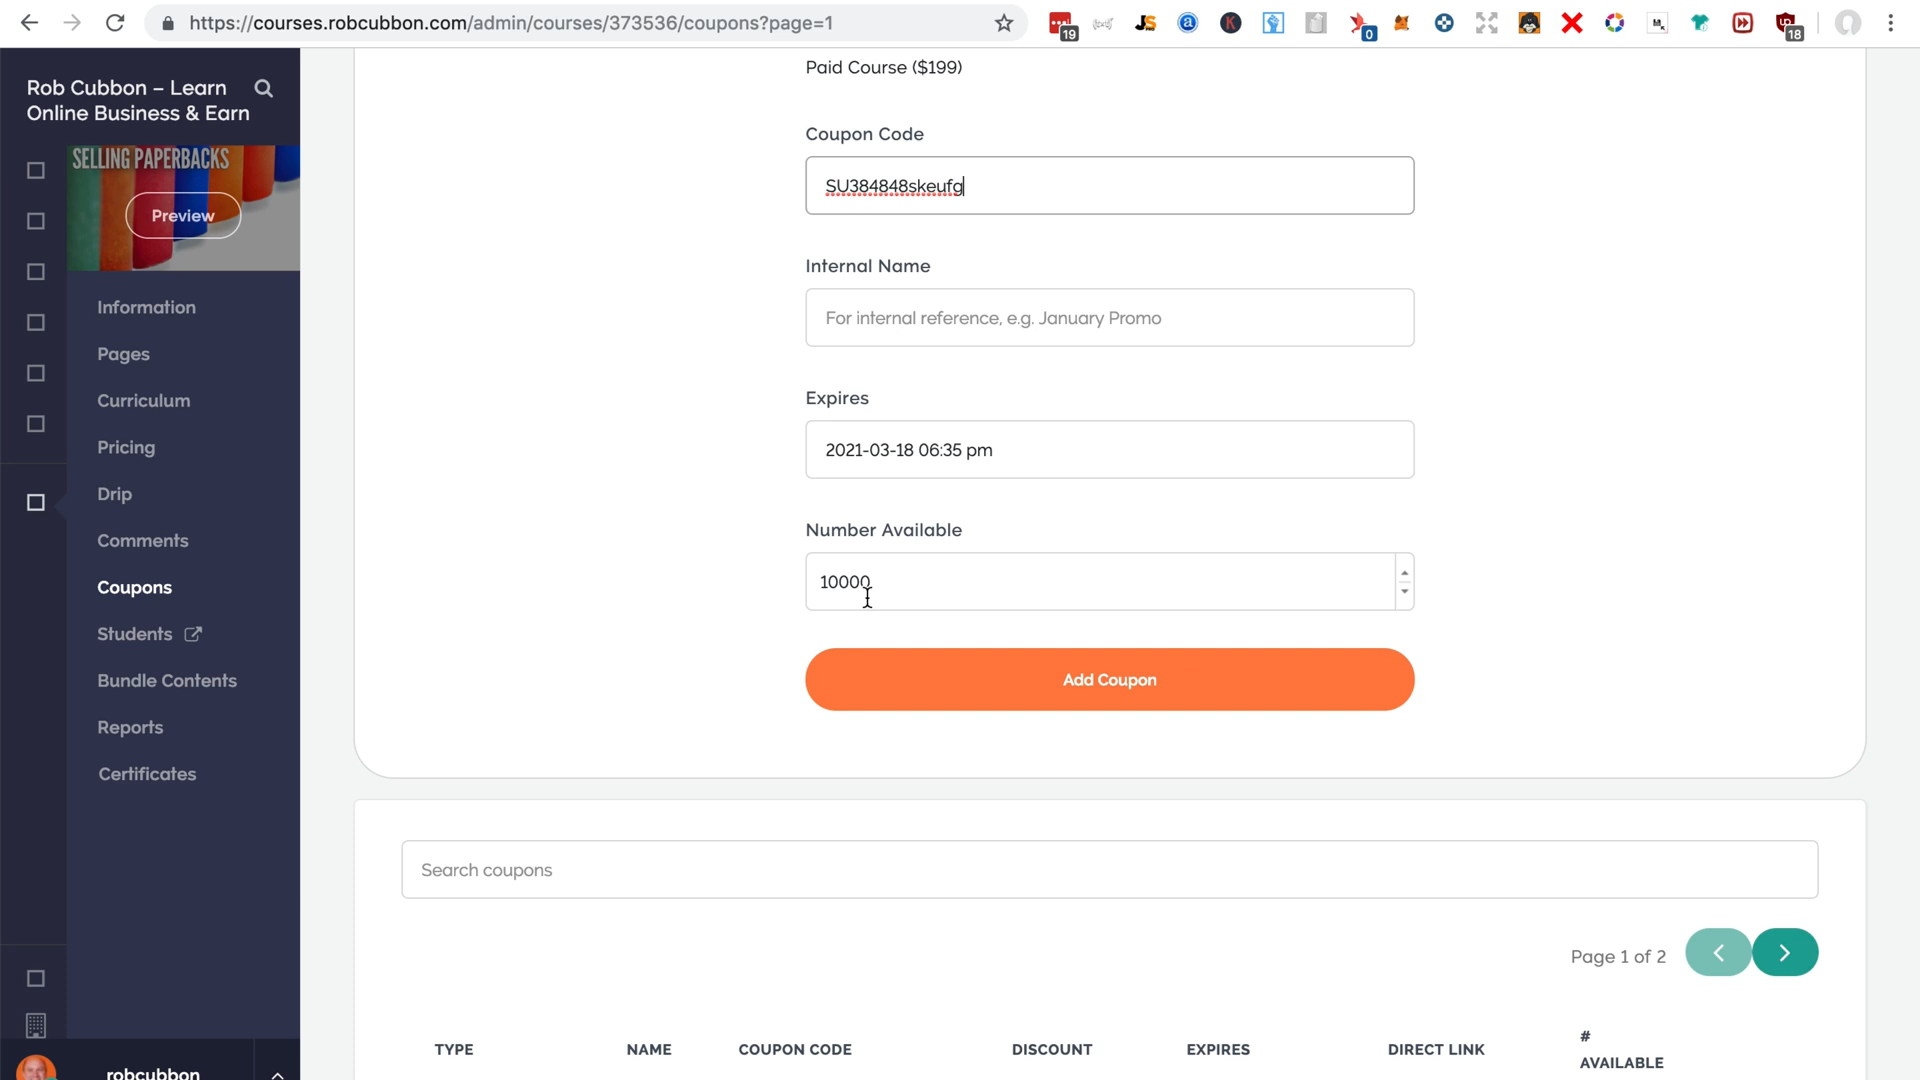 https://courses.robcubbon.com/admin/courses/373536/coupons?page=1
19
JS
a
K
0
18
Rob Cubbon – Learn
Online Business & Earn
SELLING PAPERBACKS
Preview
Information
Pages
Curriculum
Pricing
Drip
Comments
Coupons
Students
Bundle Contents
Reports
Certificates
robcubbon
Paid Course ($199)
Coupon Code
SU384848skeufg
Internal Name
For internal reference, e.g. January Promo
Expires
2021-03-18 06:35 pm
Number Available
10000
Add Coupon
Search coupons
Page 1 of 2
TYPE NAME COUPON CODE DISCOUNT EXPIRES DIRECT LINK # AVAILABLE